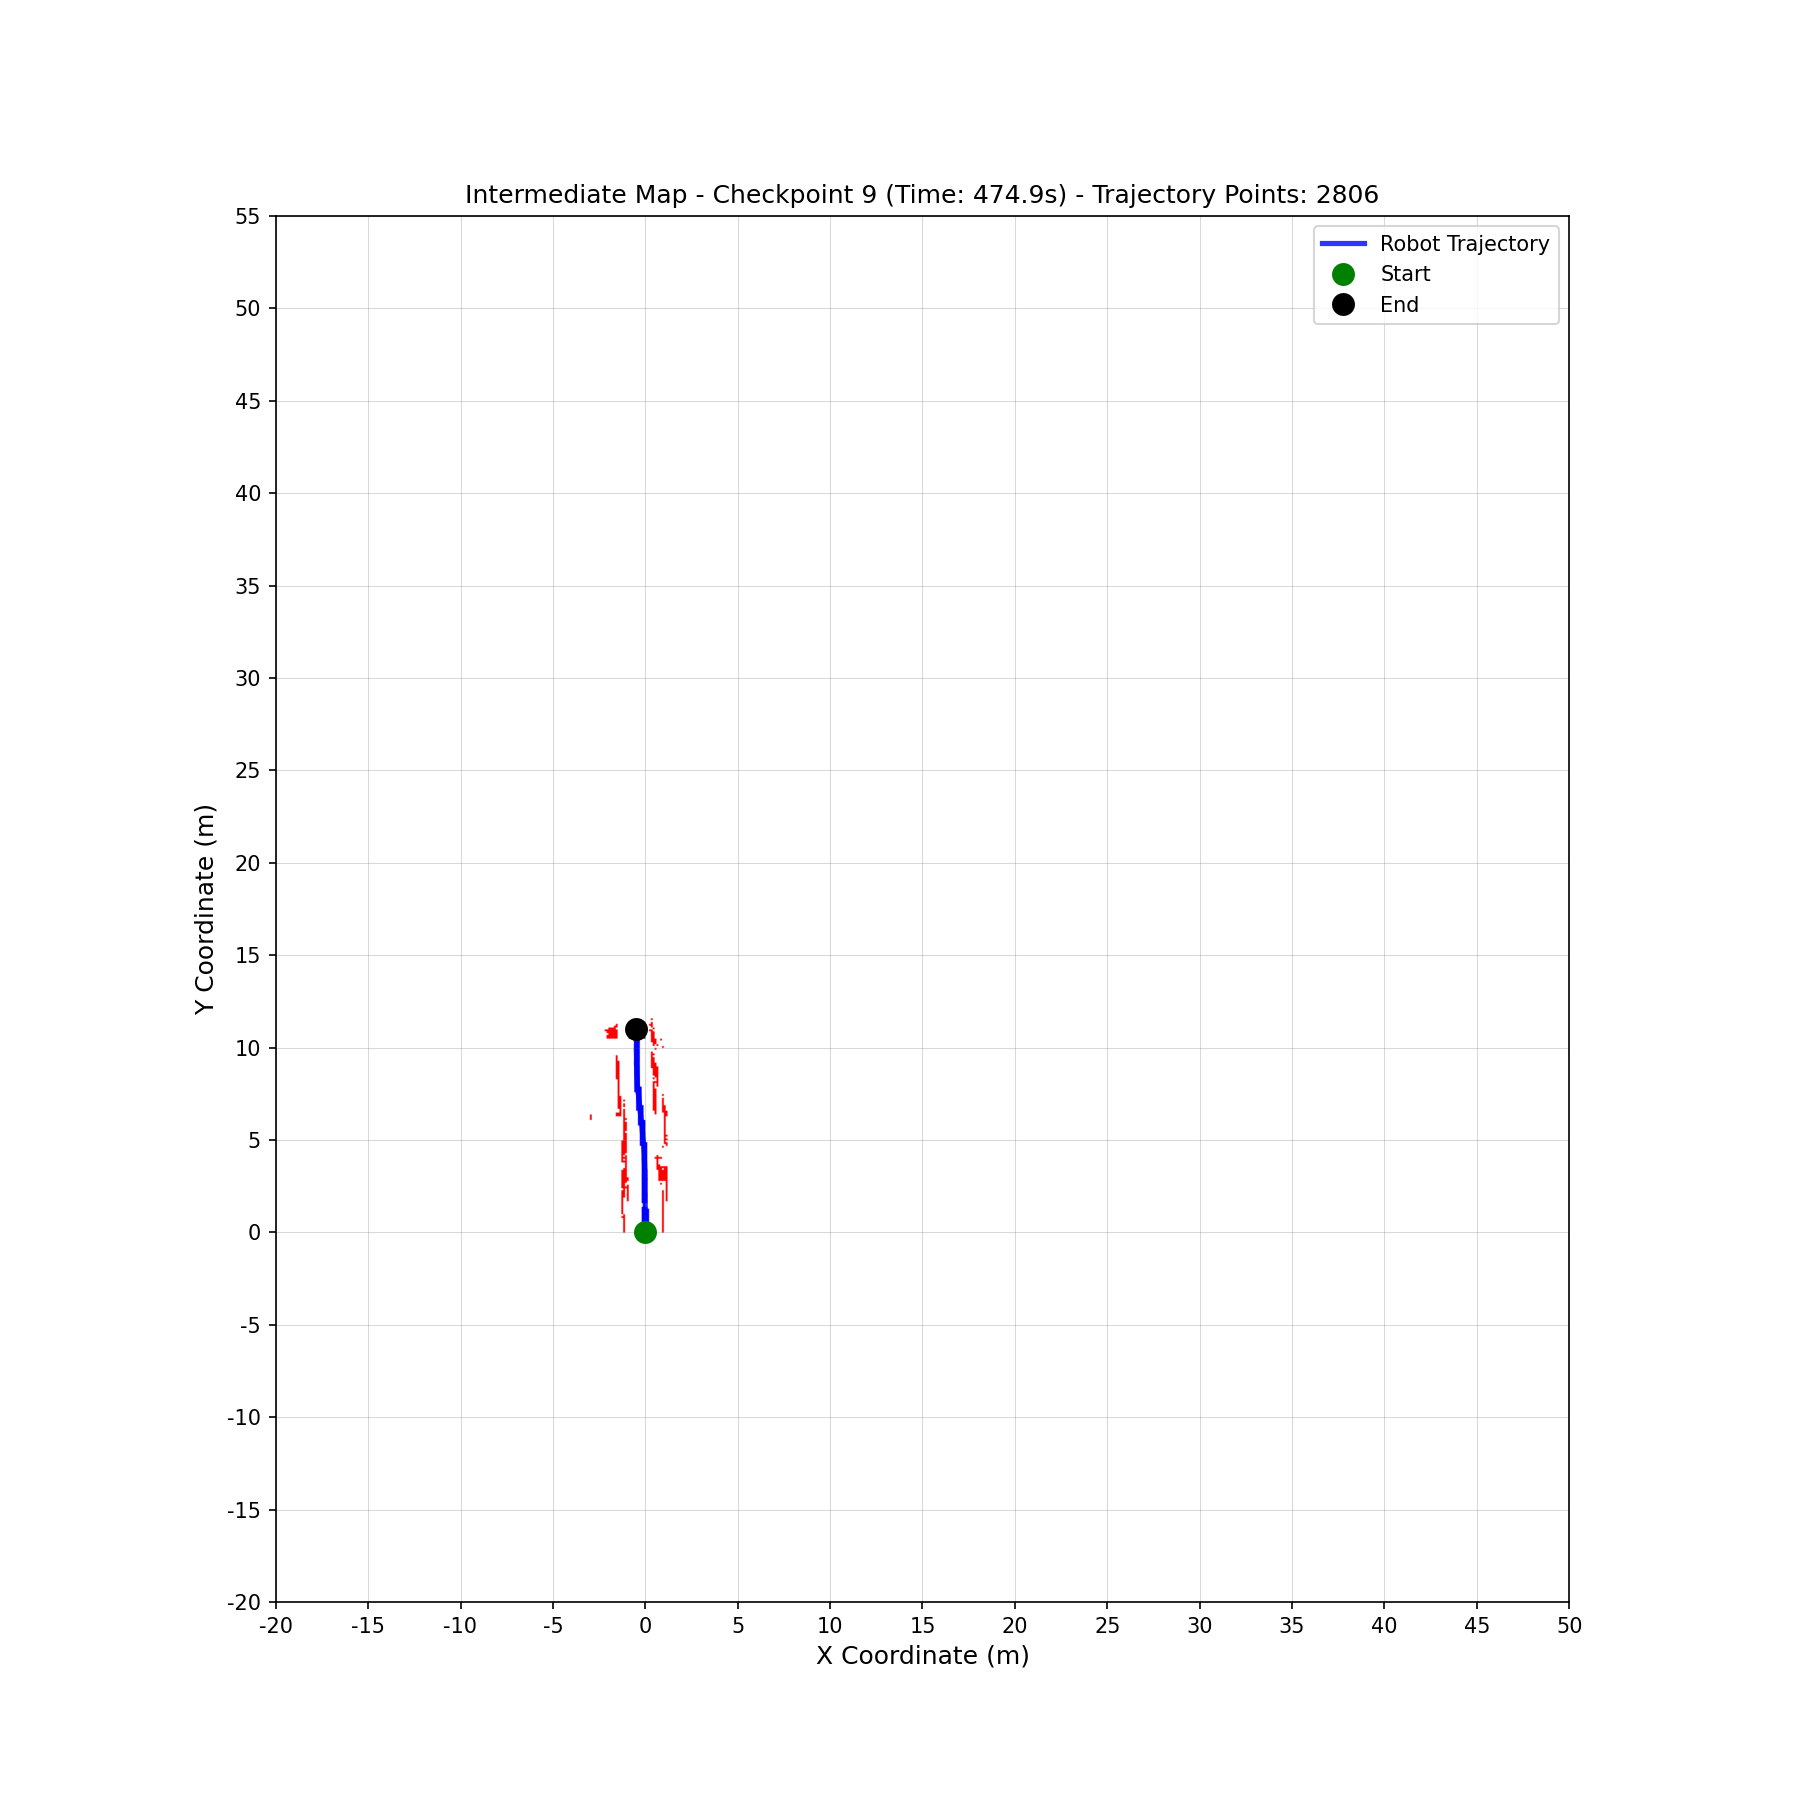 Intermediate Map - Checkpoint 9 (Time: 474.9s) - Trajectory Points: 2806
Robot Trajectory
Start
End
55
50
45
40
35
30
25
20
15
10
5
0
-5
-10
-15
-20
Y Coordinate (m)
-20 -15 -10 -5 0 5 10 15 20 25 30 35 40 45 50
X Coordinate (m)